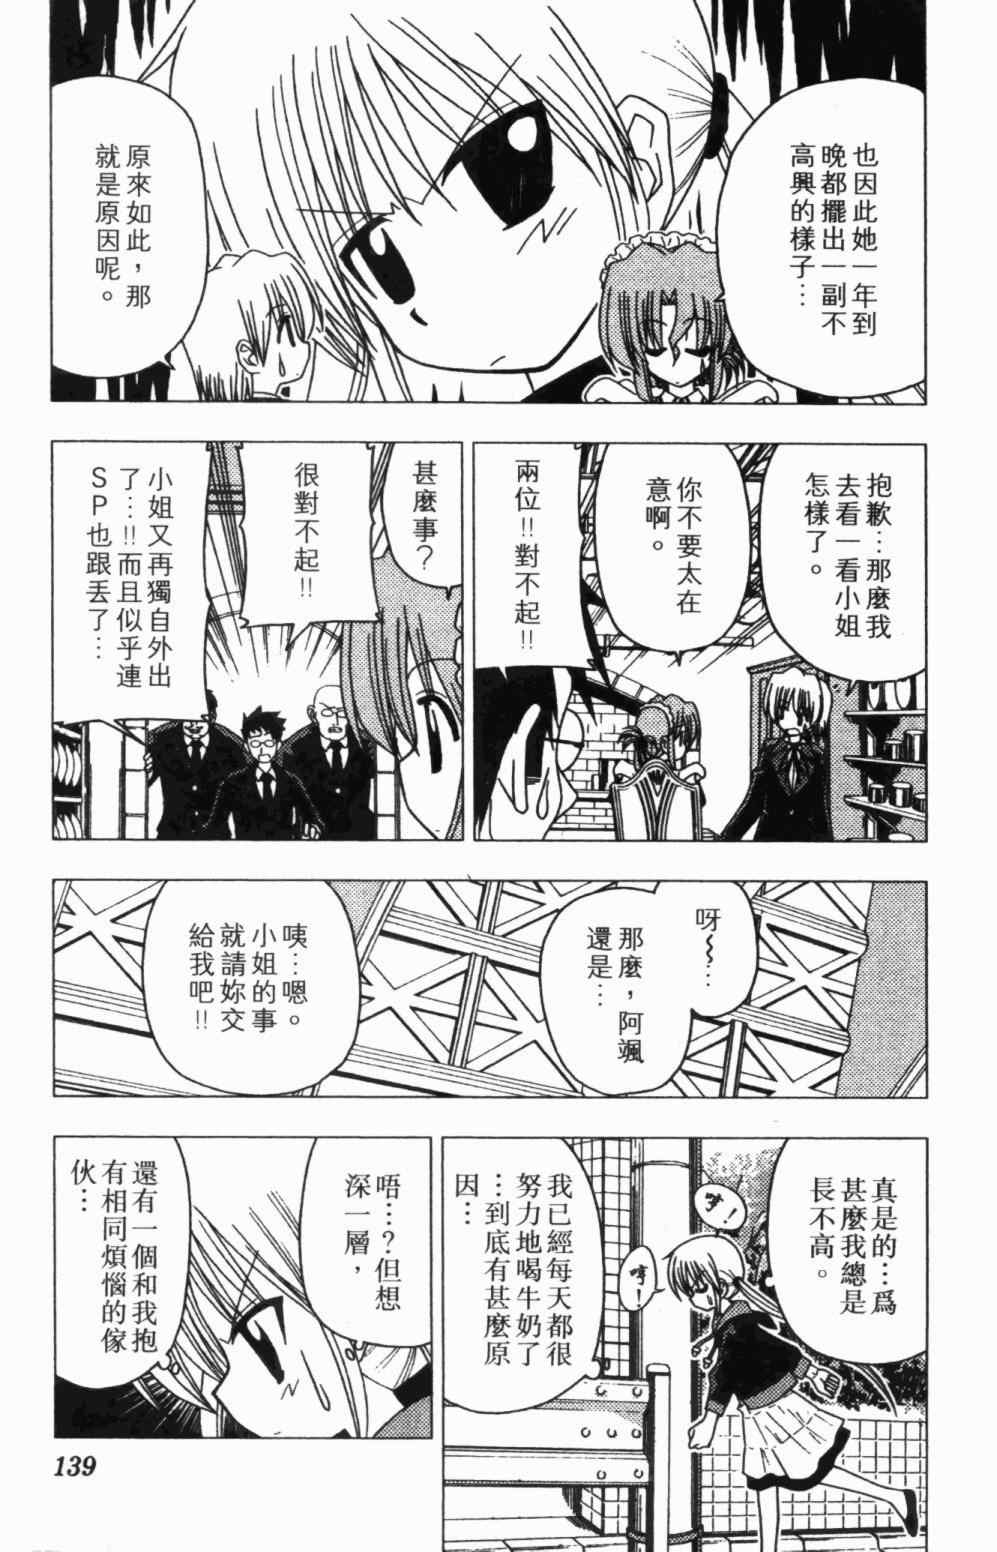 也因此她一年到
晚都擺出一副不
高興的樣子…
原來如此，那
就是原因呢。
抱歉…那麼我
去看一看小姐
怎樣了。
你不要太在
意啊。
兩位!!對不起!!
甚麼事？
很對不起!!
小姐又再獨自外出
了…!!而且似乎連
SP也跟丟了…
呀～…
那麼，阿颯
還是…
咦…嗯。
小姐的事
就請妳交
給我吧!!
真是的…爲
甚麼我總是
長不高。
哼！
哼！
我已經每天都很
努力地喝牛奶了
…到底有甚麼原
因…
唔…？但想
深一層，
還有一個和我抱
有相同煩惱的傢
伙…
139